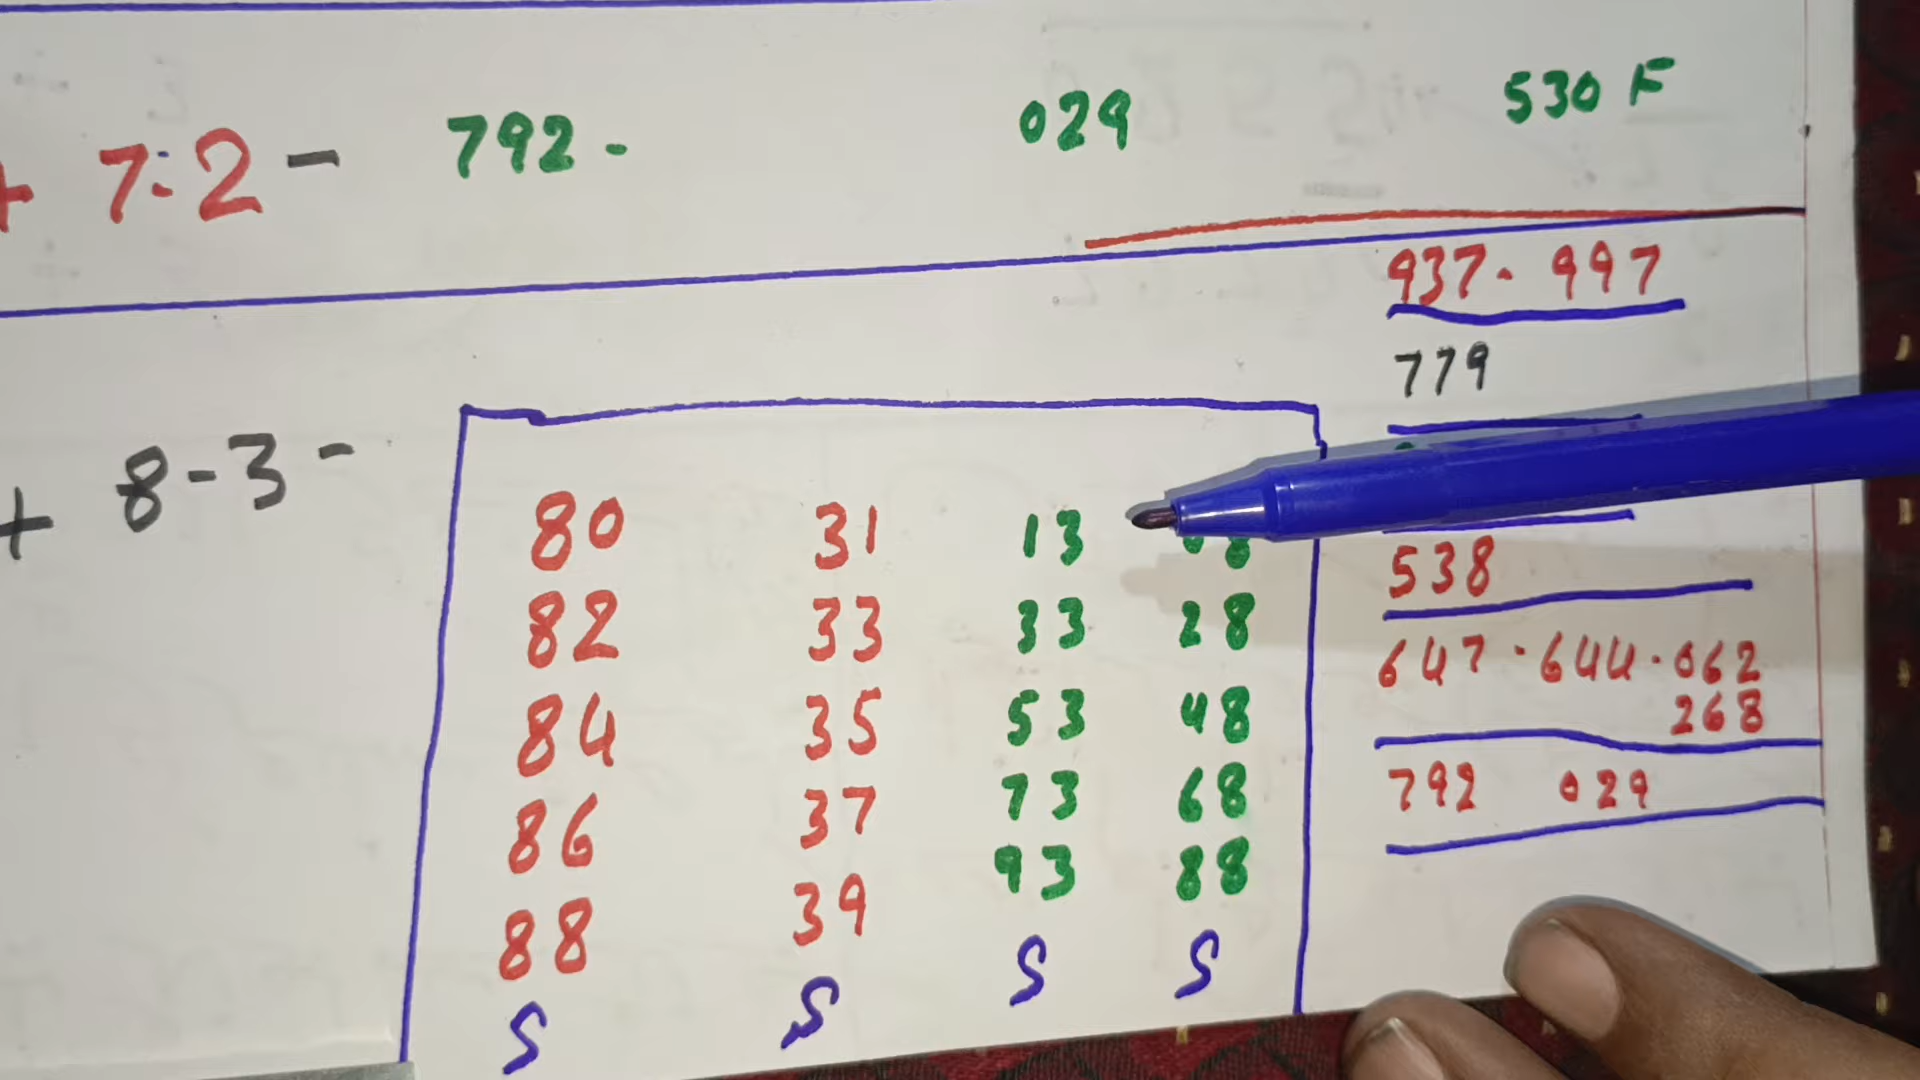 + 7:2 - 792 - 029 530 F
937 - 997
779
+ 8-3 -
80 31 13
82 33 33 28
84 35 53 48
86 37 73 68
88 39 93 88
S S S S
538
647 · 644 · 062
268
792 029